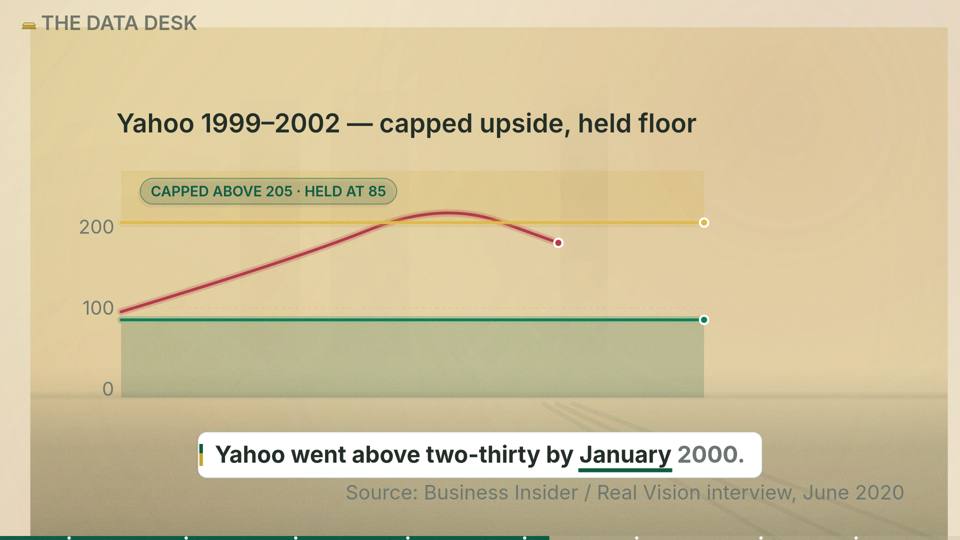 THE DATA DESK
Yahoo 1999–2002 — capped upside, held floor
CAPPED ABOVE 205 · HELD AT 85
200
100
0
Yahoo went above two-thirty by January 2000.
Source: Business Insider / Real Vision interview, June 2020